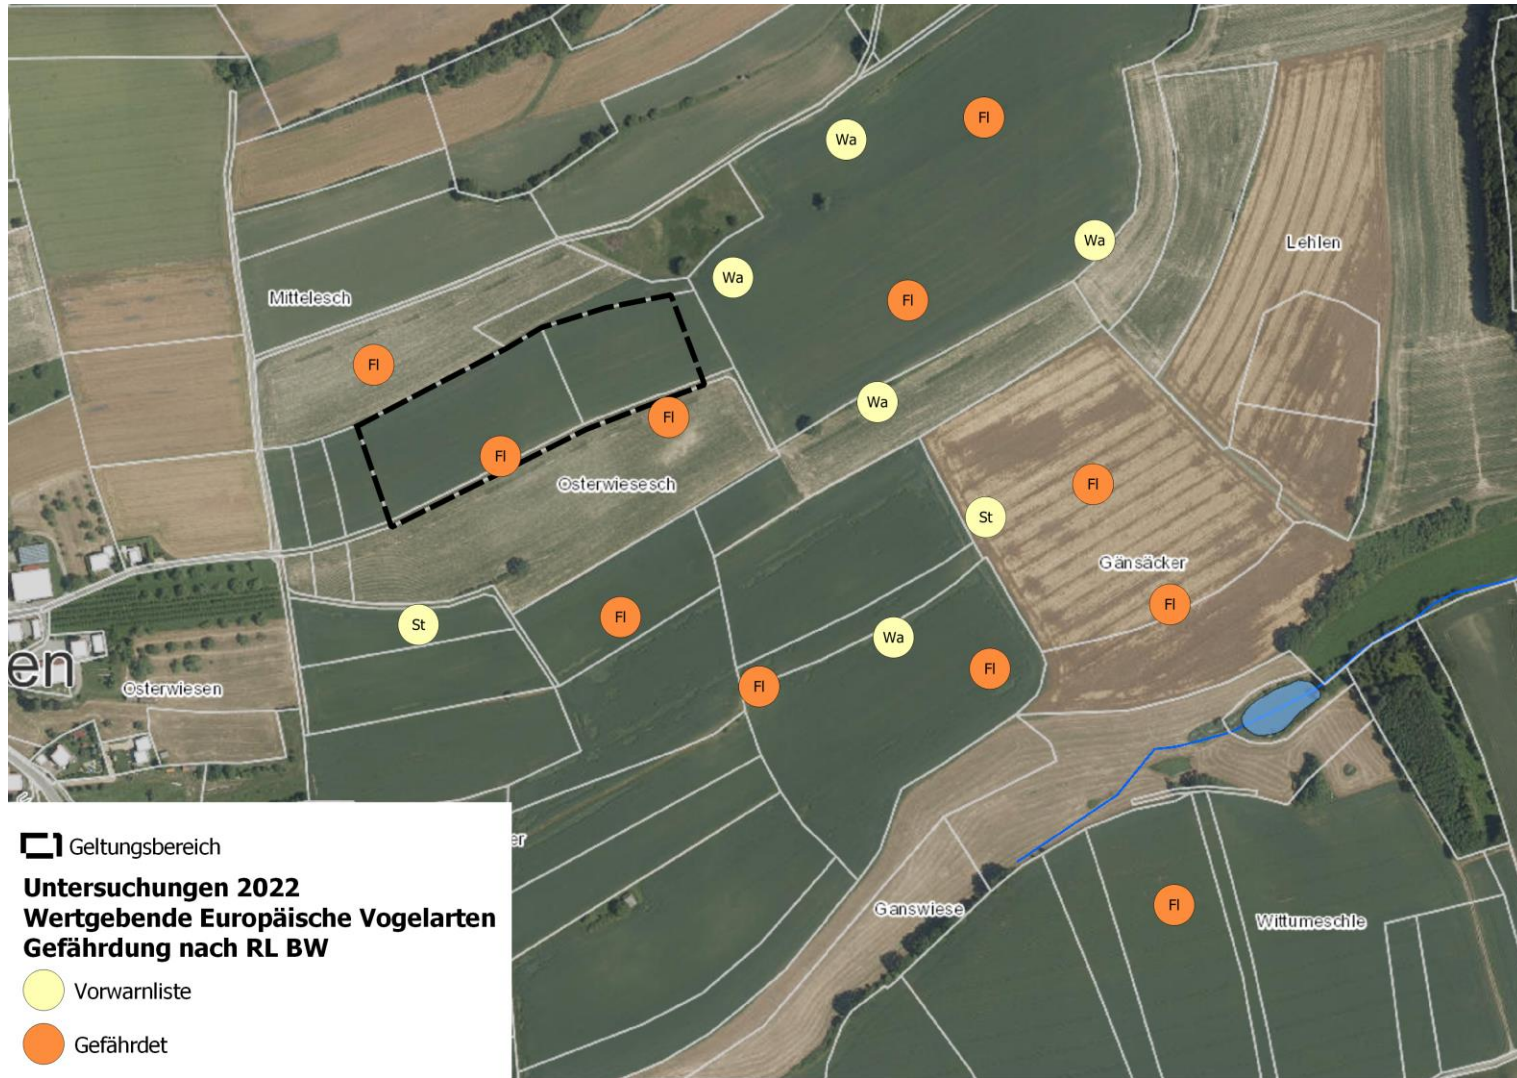 Fl
Wa
Wa
Lehlen
Wa
Mittelesch
Fl
Fl
Wa
Fl
Fl
Osterwiesesch
Fl
St
Gänsäcker
Fl
Fl
St
Wa
en
Fl
Osterwiesen
Fl
er
Geltungsbereich
Untersuchungen 2022
Wertgebende Europäische Vogelarten
Gefährdung nach RL BW
Vorwarnliste
Gefährdet
Ganswiese
Fl
Wittumeschle